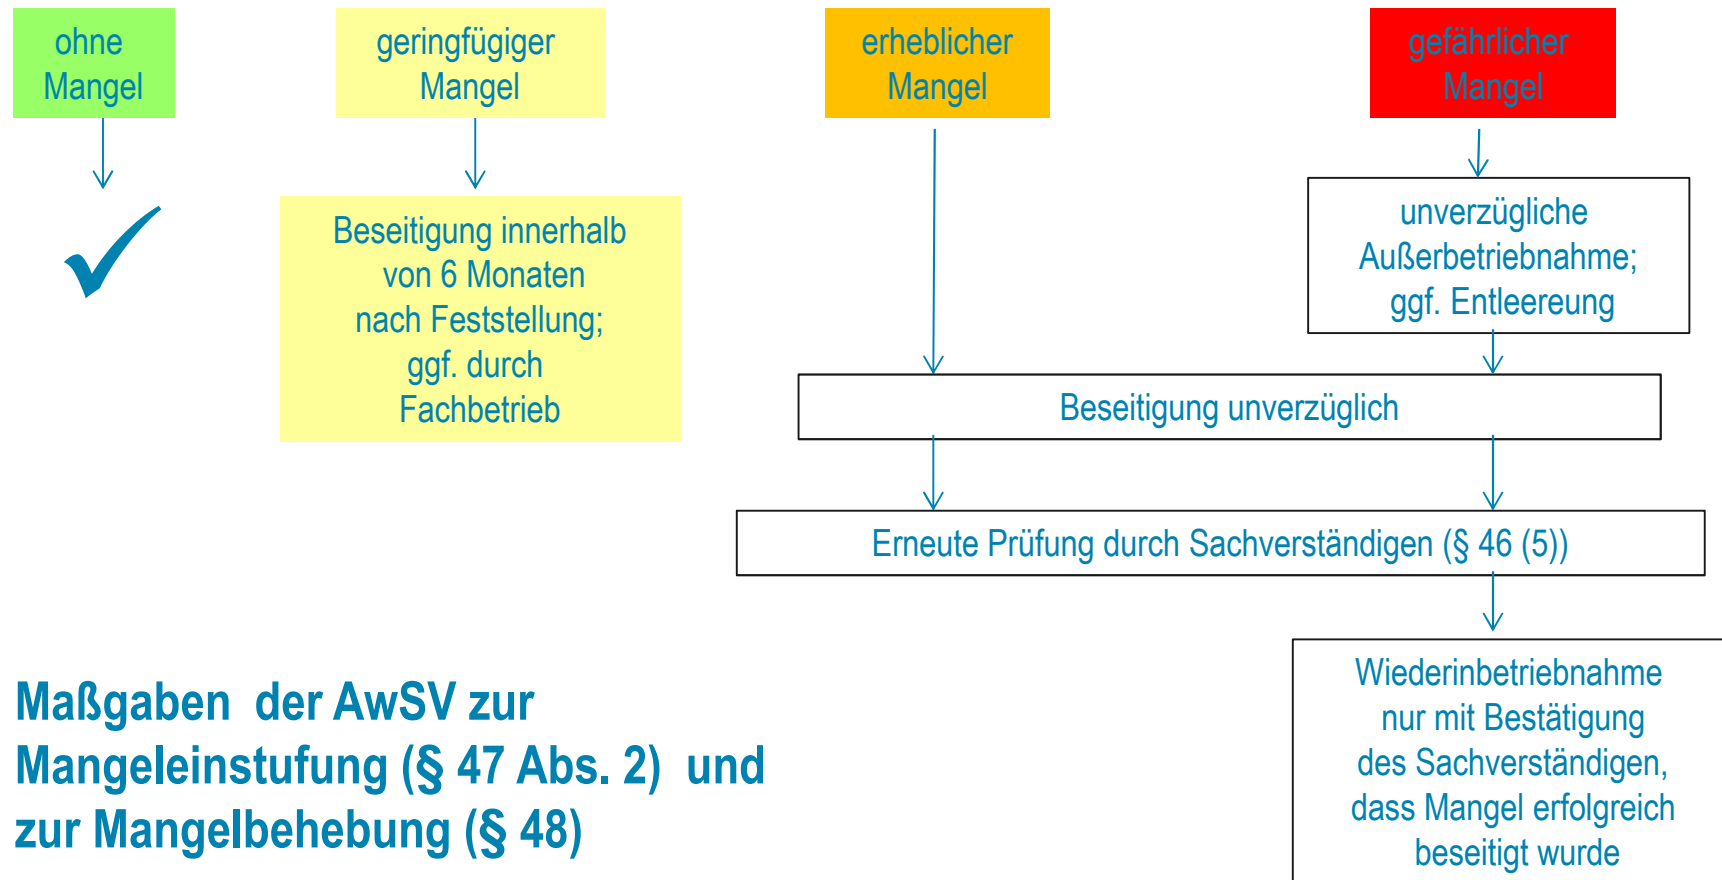 ohne
Mangel
geringfügiger
Mangel
erheblicher
Mangel
gefährlicher
Mangel
Beseitigung innerhalb
von 6 Monaten
nach Feststellung;
ggf. durch
Fachbetrieb
unverzügliche
Außerbetriebnahme;
ggf. Entleereung
Beseitigung unverzüglich
Erneute Prüfung durch Sachverständigen (§ 46 (5))
Wiederinbetriebnahme
nur mit Bestätigung
des Sachverständigen,
dass Mangel erfolgreich
beseitigt wurde
Maßgaben der AwSV zur
Mangeleinstufung (§ 47 Abs. 2) und
zur Mangelbehebung (§ 48)